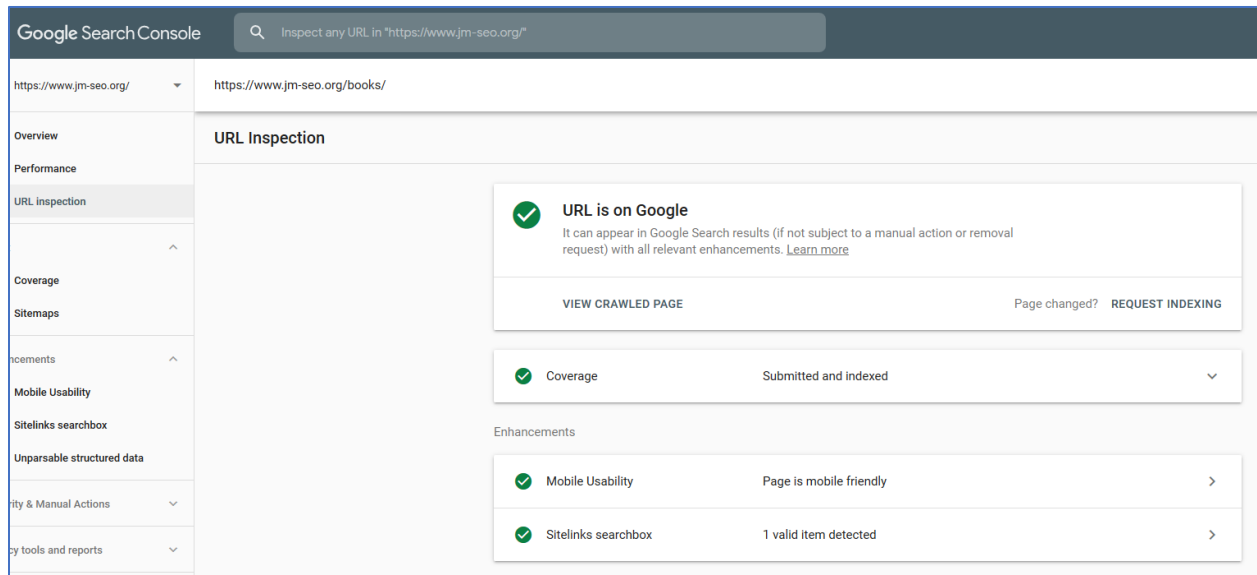 Google Search Console
Inspect any URL in "https://www.jm-seo.org/"
https://www.jm-seo.org/
https://www.jm-seo.org/books/
Overview
Performance
URL inspection
Coverage
Sitemaps
ncements
Mobile Usability
Sitelinks searchbox
Unparsable structured data
rity & Manual Actions
cy tools and reports
URL Inspection
URL is on Google
It can appear in Google Search results (if not subject to a manual action or removal
request) with all relevant enhancements. Learn more
VIEW CRAWLED PAGE
Page changed? REQUEST INDEXING
Coverage Submitted and indexed
Enhancements
Mobile Usability Page is mobile friendly
Sitelinks searchbox 1 valid item detected